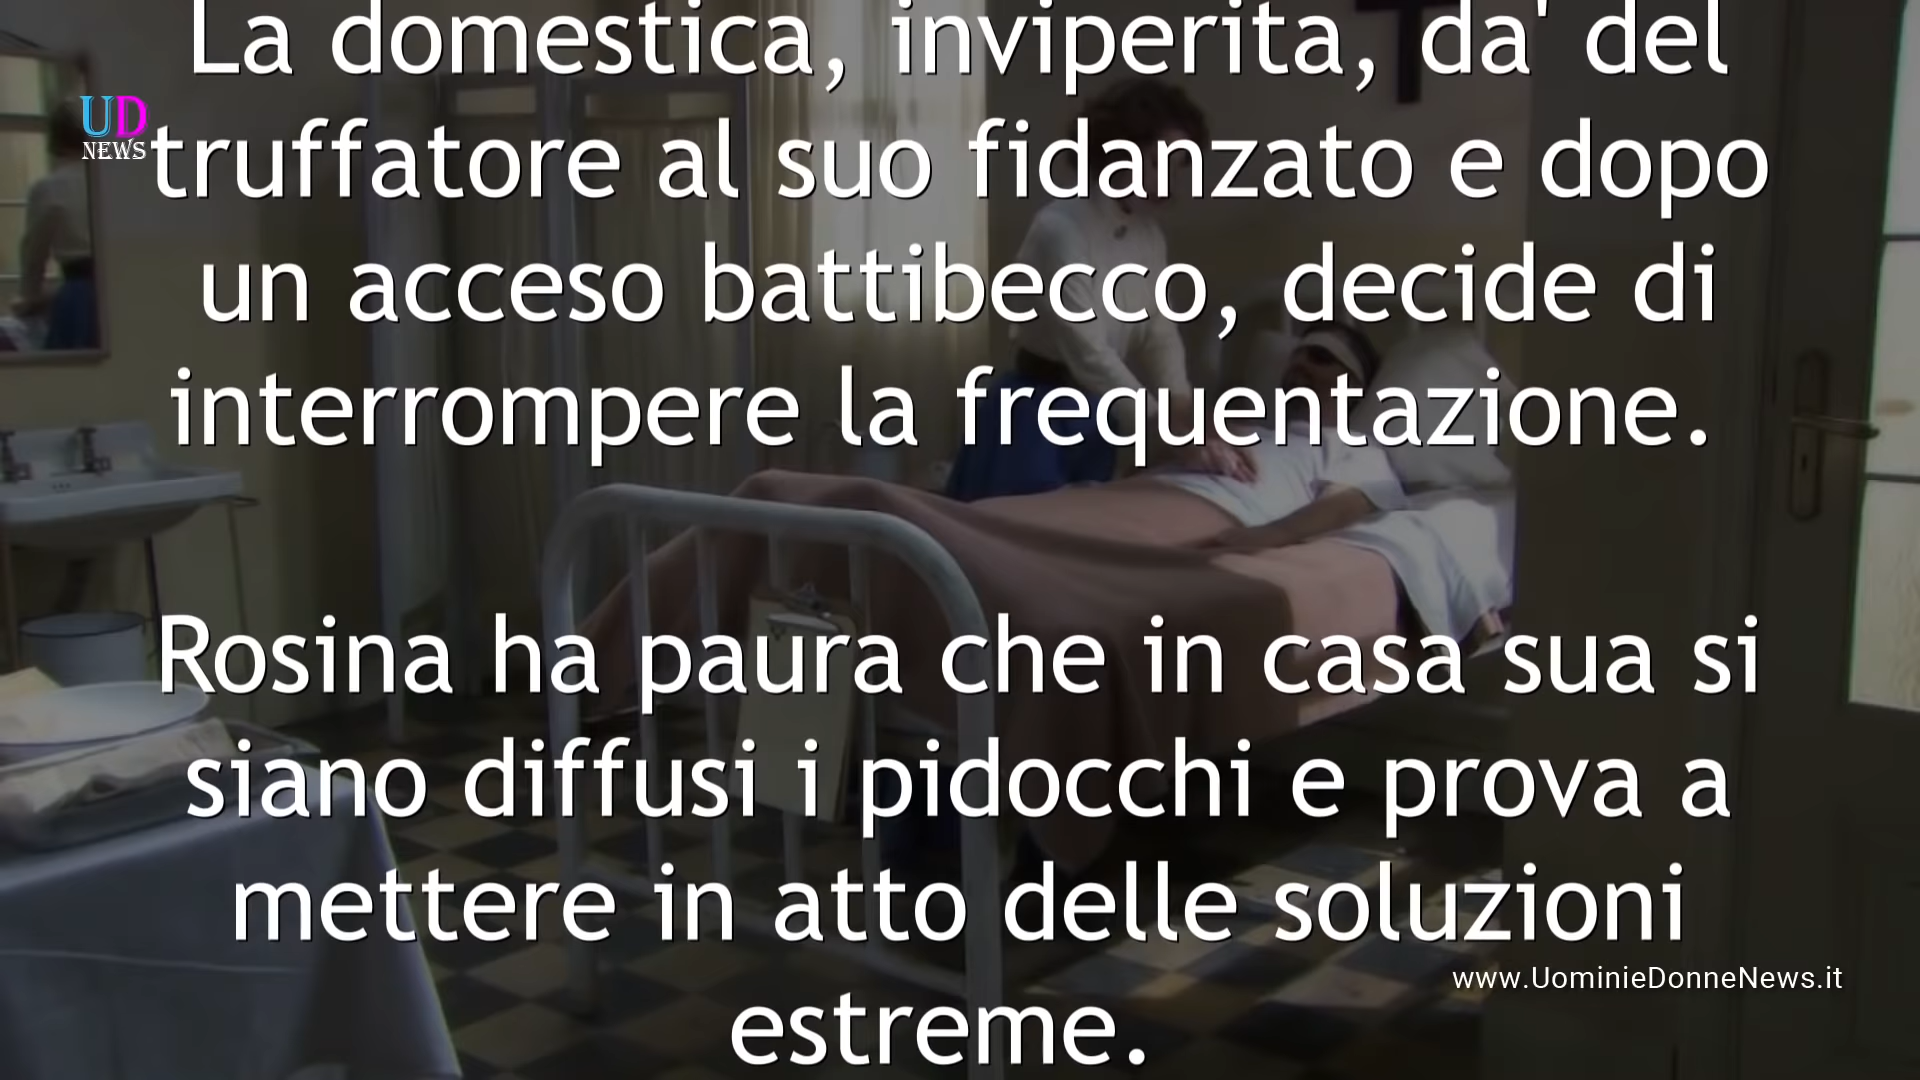 La domestica, inviperita, da' del
UD
NEWS
truffatore al suo fidanzato e dopo
un acceso battibecco, decide di
interrompere la frequentazione.
Rosina ha paura che in casa sua si
siano diffusi i pidocchi e prova a
mettere in atto delle soluzioni
www.UominieDonneNews.it
estreme.